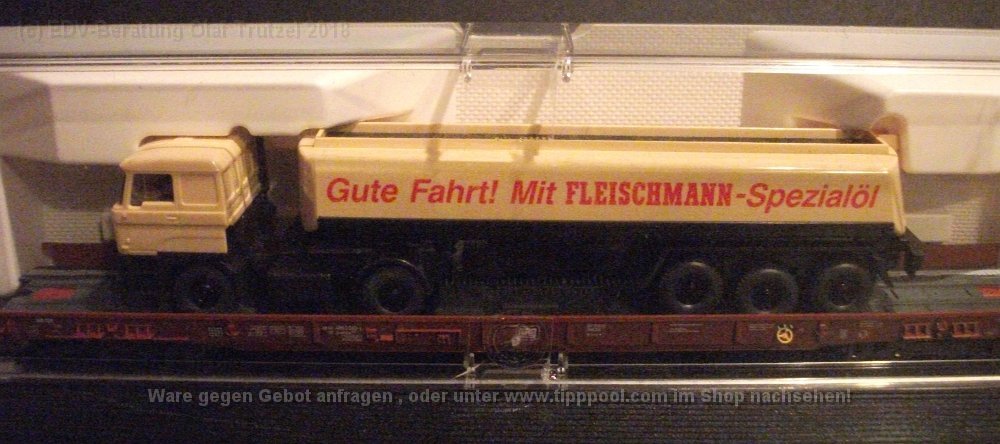 (c) EDV-Beratung Olaf Trutzel 2018
Gute Fahrt! Mit FLEISCHMANN-Spezialöl
Ware gegen Gebot anfragen , oder unter www.tipppool.com im Shop nachsehen!